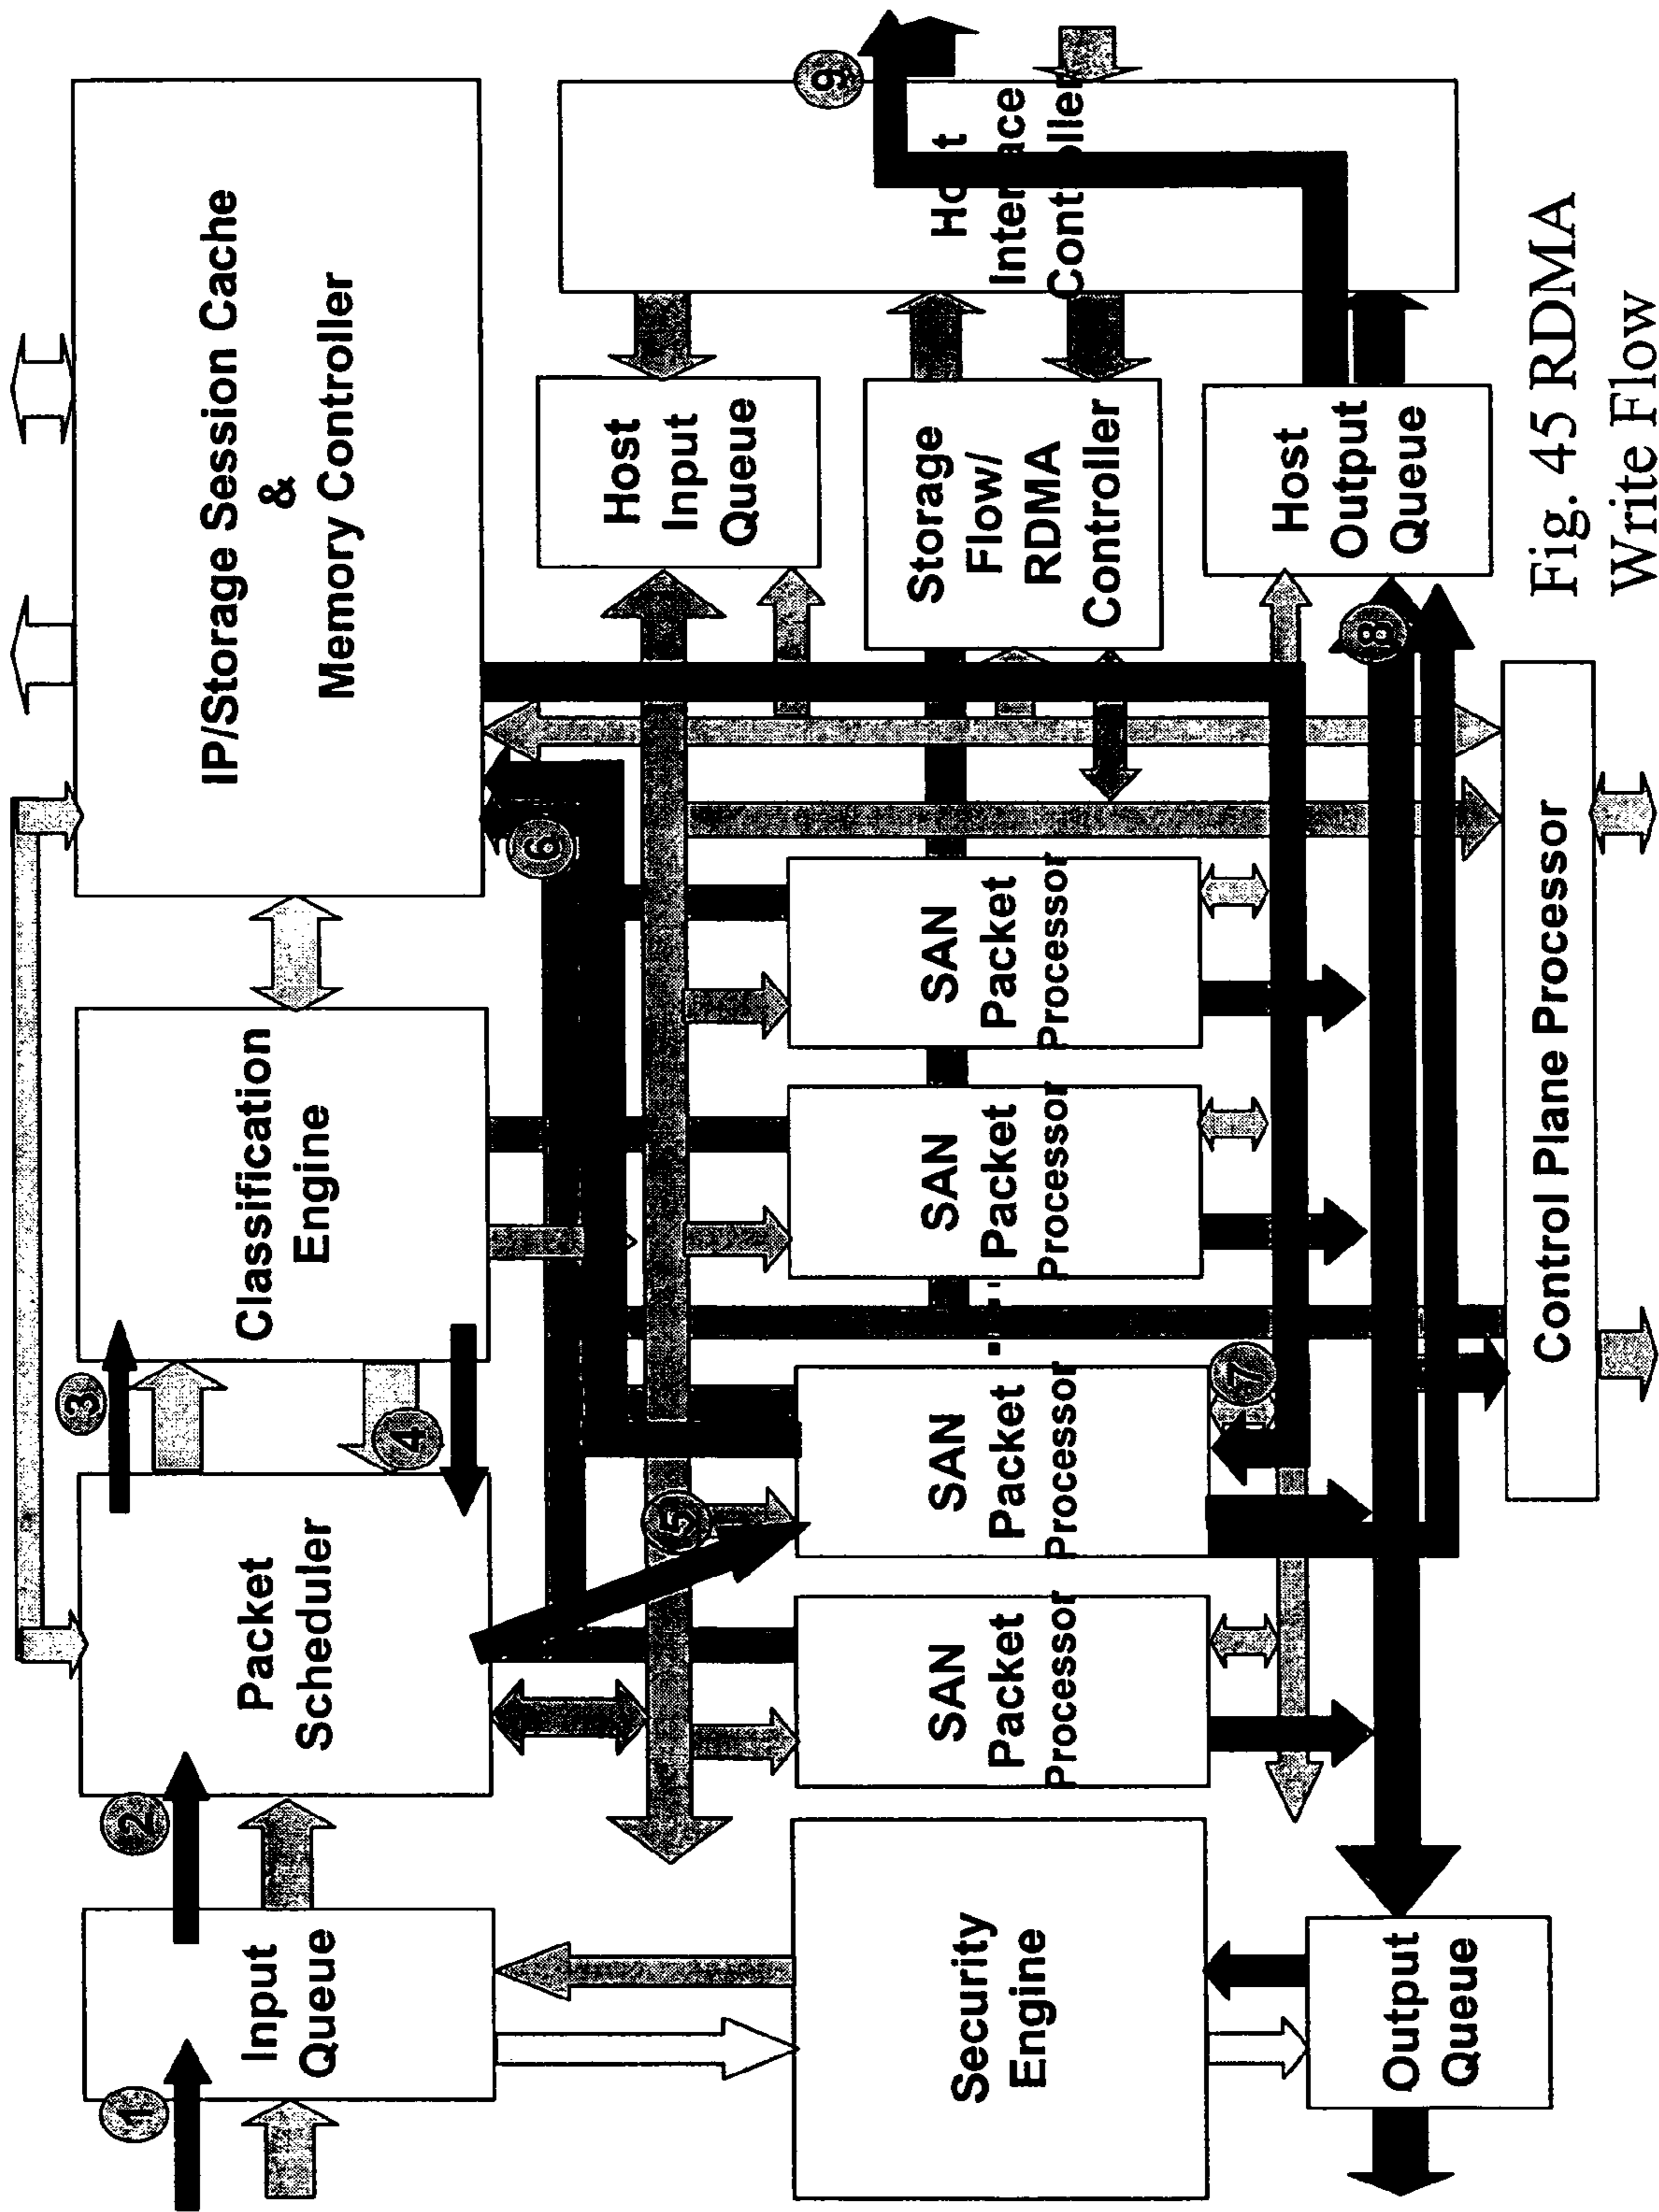 1
Input
Queue
2
Packet
Scheduler
3
4
Classification
Engine
IP/Storage Session Cache
&
Memory Controller
5
6
Security
Engine
SAN
Packet
Processor
SAN
Packet
Processor
SAN
Packet
Processor
SAN
Packet
Processor
7
Host
Input
Queue
Storage
Flow/
RDMA
Controller
8
Host
Output
Queue
9
Host
Interface
Controller
Output
Queue
Control Plane Processor
Fig. 45 RDMA
Write Flow